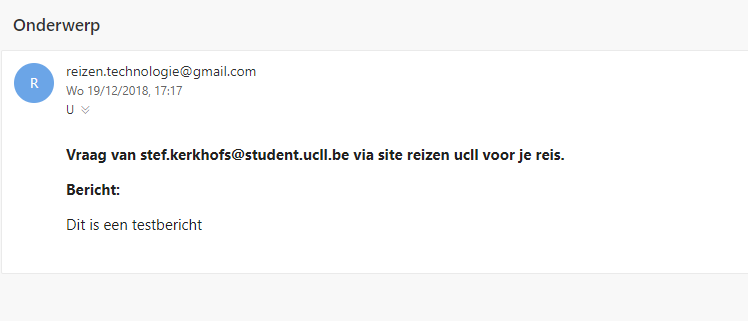 Onderwerp
R
reizen.technologie@gmail.com
Wo 19/12/2018, 17:17
U
Vraag van stef.kerkhofs@student.ucll.be via site reizen ucll voor je reis.
Bericht:
Dit is een testbericht